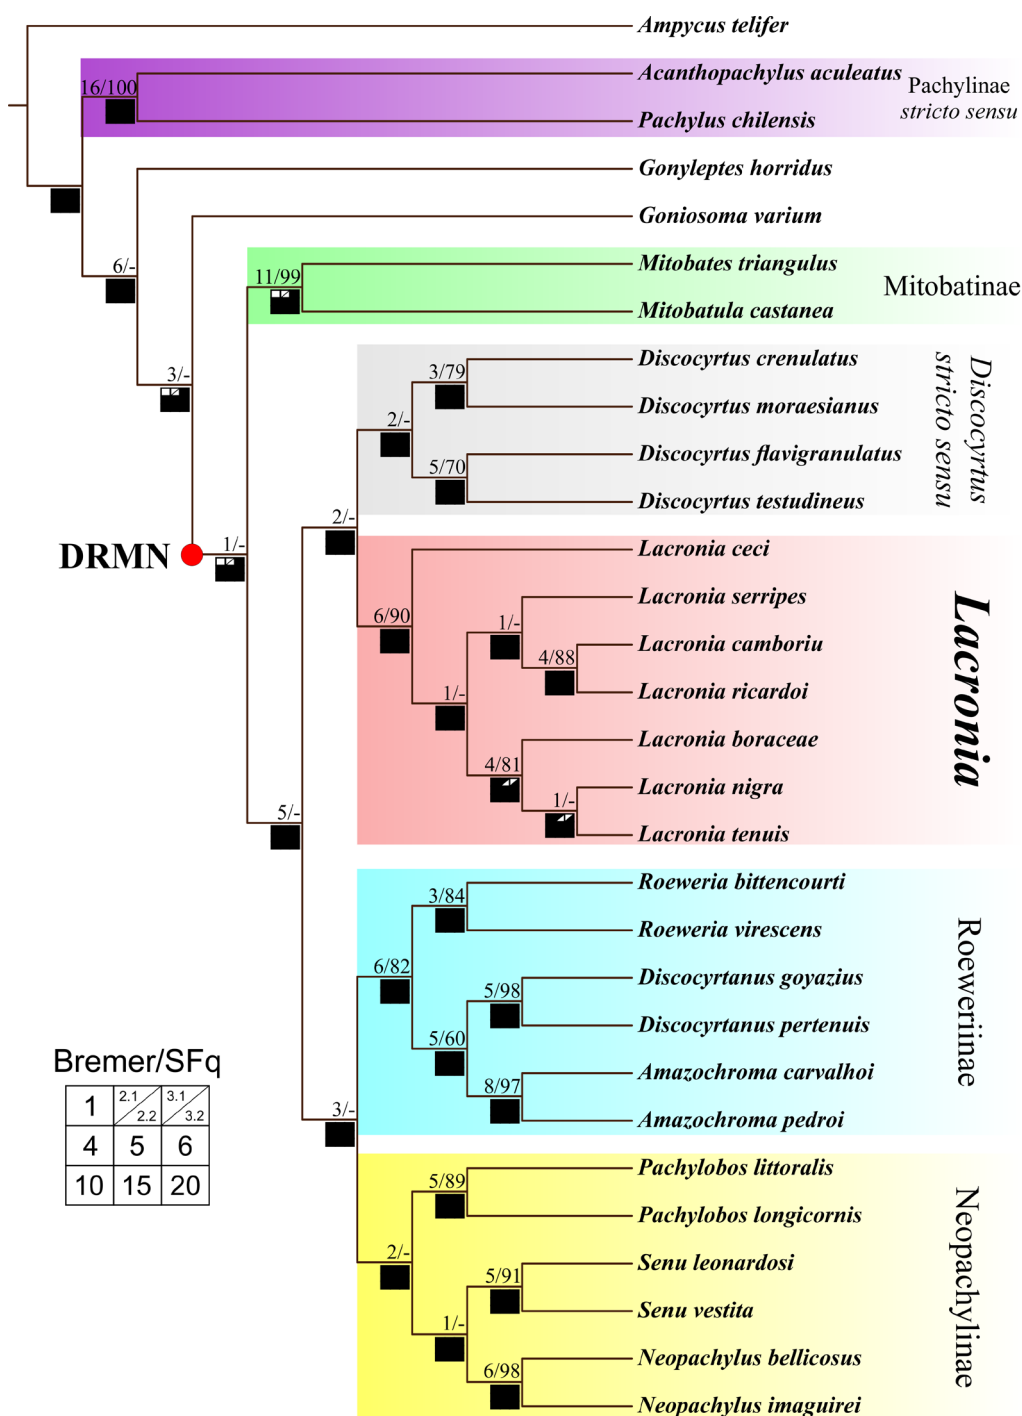 Ampycus telifer
16/100
Acanthopachylus aculeatus
Pachylus chilensis
Pachylinae
stricto sensu
Gonyleptes horridus
Goniosoma varium
6/-
11/99
Mitobates triangulus
Mitobatula castanea
Mitobatinae
3/-
3/79
Discocyrtus crenulatus
Discocyrtus moraesianus
2/-
5/70
Discocyrtus flavigranulatus
Discocyrtus testudineus
Discocyrtus
stricto sensu
2/-
DRMN
1/-
Lacronia ceci
6/90
Lacronia serripes
1/-
Lacronia camboriu
4/88
Lacronia ricardoi
1/-
Lacronia boraceae
4/81
Lacronia nigra
1/-
Lacronia tenuis
Lacronia
5/-
Roeweria bittencourti
3/84
Roeweria virescens
6/82
Discocyrtanus goyazius
5/98
Discocyrtanus pertenuis
5/60
Amazochroma carvalhoi
8/97
Amazochroma pedroi
Roeweriinae
3/-
Pachylobos littoralis
5/89
Pachylobos longicornis
2/-
Senu leonardosi
5/91
Senu vestita
1/-
Neopachylus bellicosus
6/98
Neopachylus imaguirei
Neopachylinae
Bremer/SFq
1 2.1 2.2 3.1 3.2
4 5 6
10 15 20